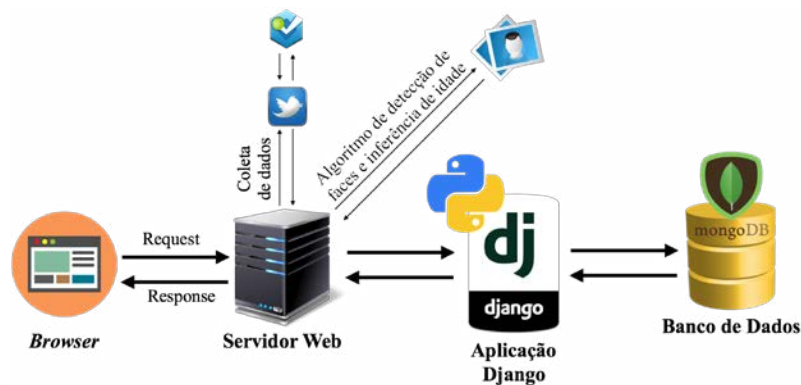 Coleta
de dados
Algoritmo de detecção de
faces e inferência de idade
Request
Response
Browser
Servidor Web
dj
django
Aplicação
Django
mongoDB
Banco de Dados